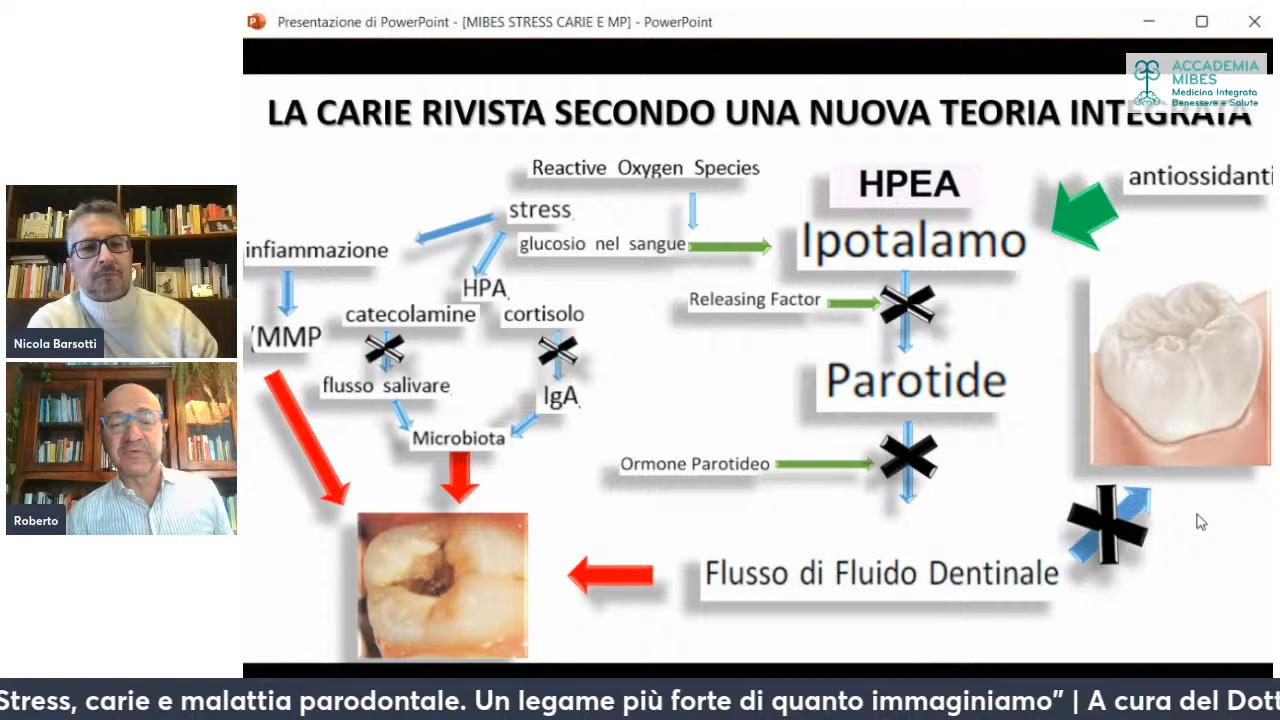 Presentazione di PowerPoint - [MIBES STRESS CARIE E MP] - PowerPoint
ACCADEMIA
MIBES
Medicina Integrata
Benessere e Salute
LA CARIE RIVISTA SECONDO UNA NUOVA TEORIA INTEGRATA
Reactive Oxygen Species
HPEA
antiossidanti
stress
infiammazione
glucosio nel sangue
Ipotalamo
HPA
Releasing Factor
catecolamine
cortisolo
(MMP
flusso salivare
IgA
Parotide
Microbiota
Ormone Parotideo
Flusso di Fluido Dentinale
Nicola Barsotti
Roberto
Stress, carie e malattia parodontale. Un legame più forte di quanto immaginiamo" | A cura del Dott